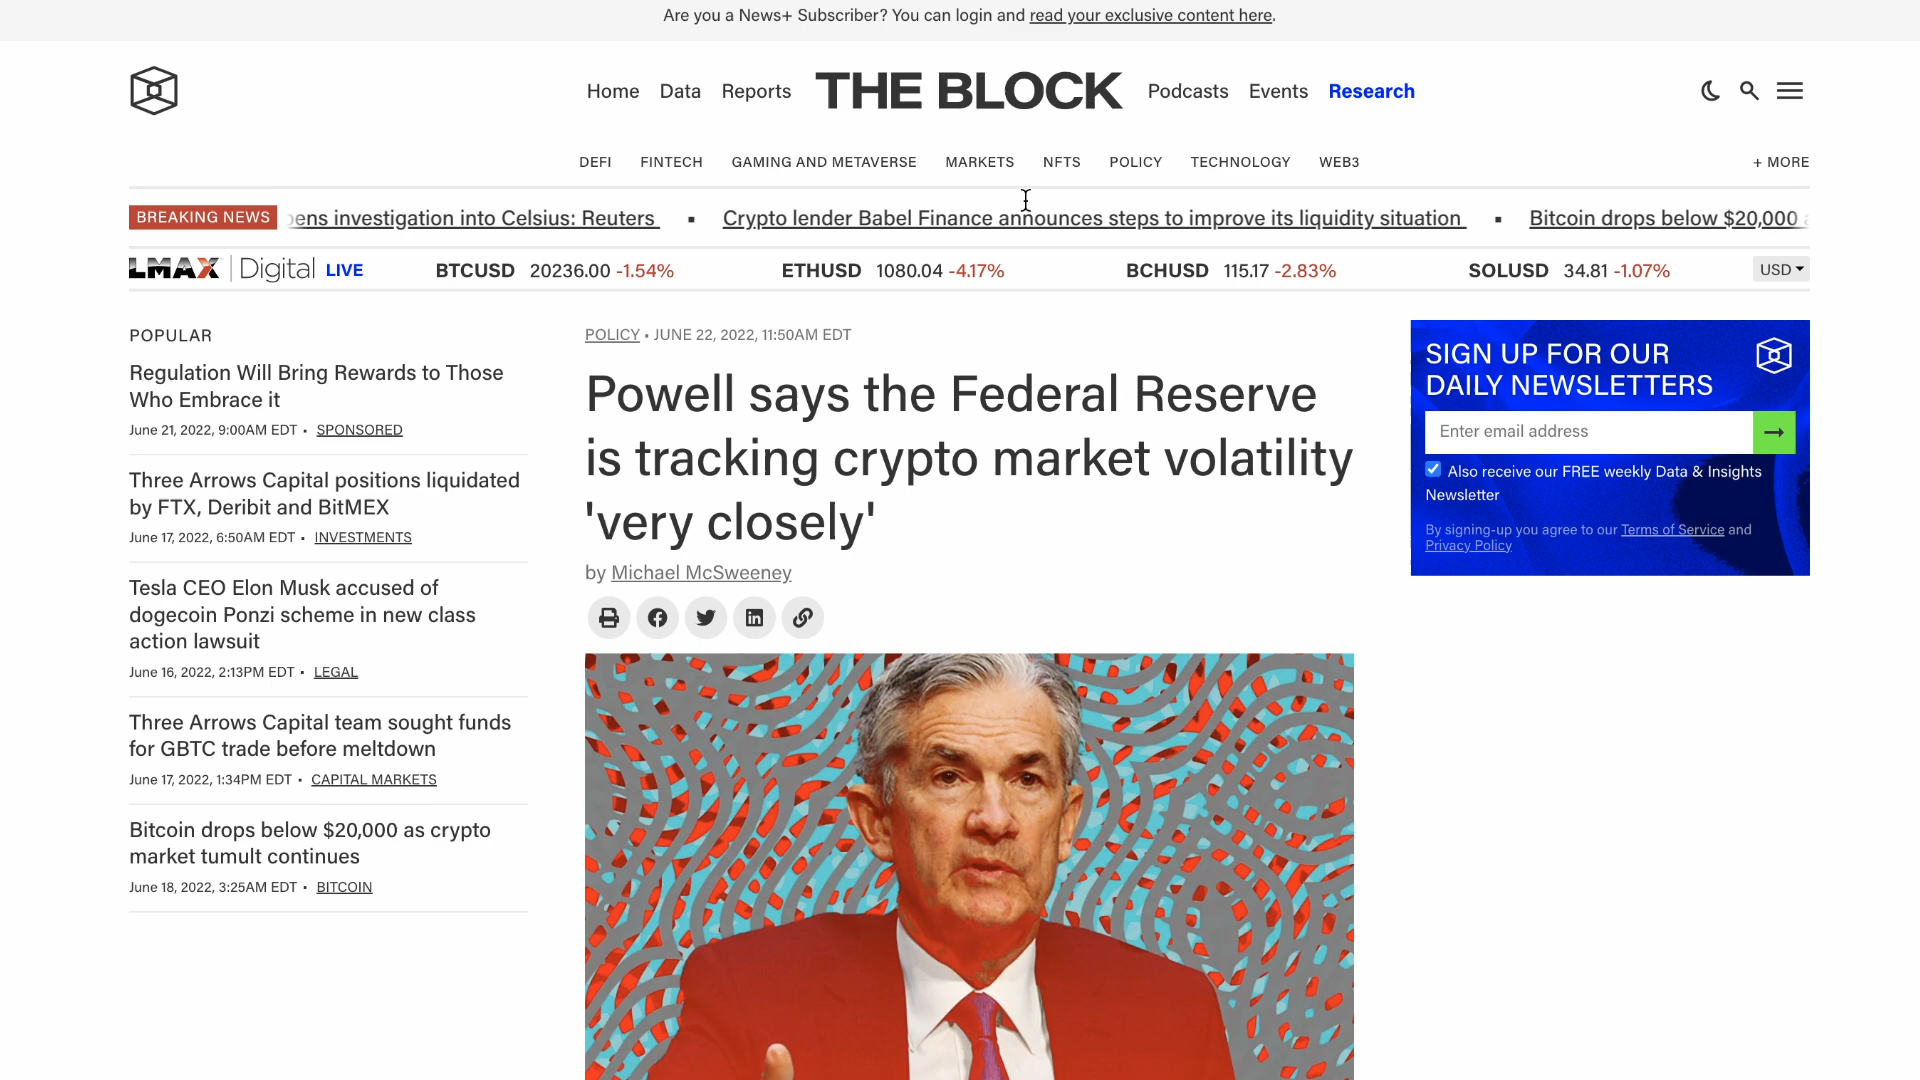 Are you a News+ Subscriber? You can login and read your exclusive content here.
Home Data Reports THE BLOCK Podcasts Events Research
DEFI FINTECH GAMING AND METAVERSE MARKETS NFTS POLICY TECHNOLOGY WEB3 + MORE
BREAKING NEWS investigation into Celsius: Reuters ▪ Crypto lender Babel Finance announces steps to improve its liquidity situation ▪ Bitcoin drops below $20,000
LMAX Digital LIVE BTCUSD 20236.00 -1.54% ETHUSD 1080.04 -4.17% BCHUSD 115.17 -2.83% SOLUSD 34.81 -1.07% USD
POPULAR
Regulation Will Bring Rewards to Those
Who Embrace it
June 21, 2022, 9:00AM EDT • SPONSORED
Three Arrows Capital positions liquidated
by FTX, Deribit and BitMEX
June 17, 2022, 6:50AM EDT • INVESTMENTS
Tesla CEO Elon Musk accused of
dogecoin Ponzi scheme in new class
action lawsuit
June 16, 2022, 2:13PM EDT • LEGAL
Three Arrows Capital team sought funds
for GBTC trade before meltdown
June 17, 2022, 1:34PM EDT • CAPITAL MARKETS
Bitcoin drops below $20,000 as crypto
market tumult continues
June 18, 2022, 3:25AM EDT • BITCOIN
POLICY • JUNE 22, 2022, 11:50AM EDT
Powell says the Federal Reserve
is tracking crypto market volatility
'very closely'
by Michael McSweeney
SIGN UP FOR OUR
DAILY NEWSLETTERS
Enter email address →
Also receive our FREE weekly Data & Insights
Newsletter
By signing-up you agree to our Terms of Service and
Privacy Policy